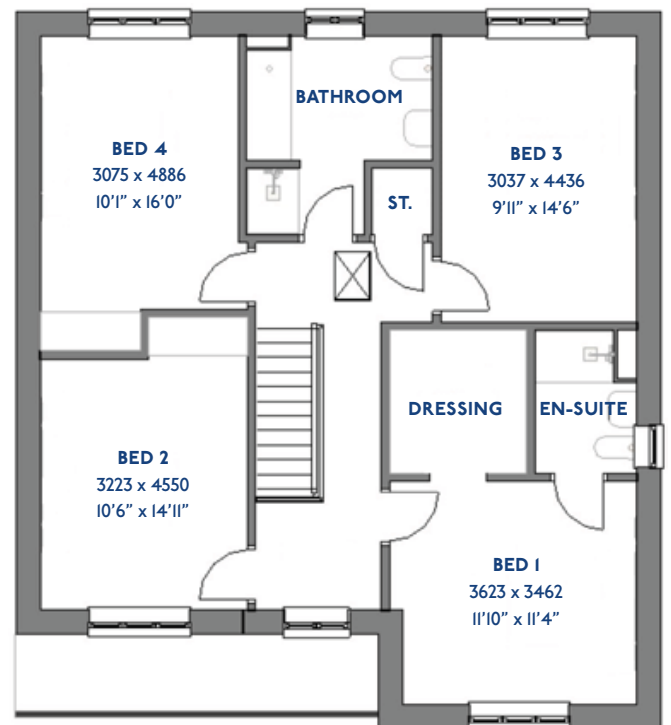 BATHROOM
BED 4
3075 x 4886
10'1" x 16'0"
BED 3
3037 x 4436
9'11" x 14'6"
ST.
DRESSING
EN-SUITE
BED 2
3223 x 4550
10'6" x 14'11"
BED 1
3623 x 3462
11'10" x 11'4"